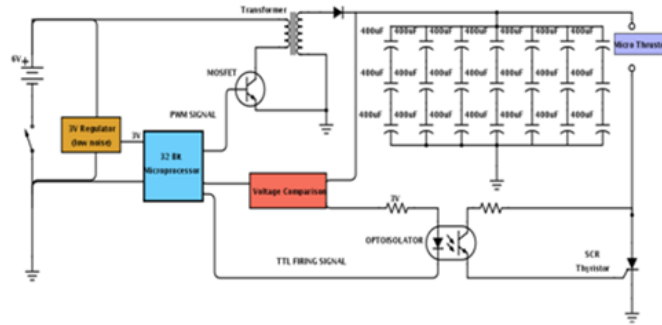 Transformer
400uF 400uF 400uF 400uF 400uF 400uF 400uF
6V+
Micro Thruster
MOSFET
400uF 400uF 400uF 400uF 400uF 400uF 400uF
PWM SIGNAL
400uF 400uF 400uF 400uF 400uF 400uF 400uF
3V Regulator
(low noise)
3V
32 Bit
Microprocessor
Voltage Comparison
3V
OPTOISOLATOR
TTL FIRING SIGNAL
SCR
Thyristor